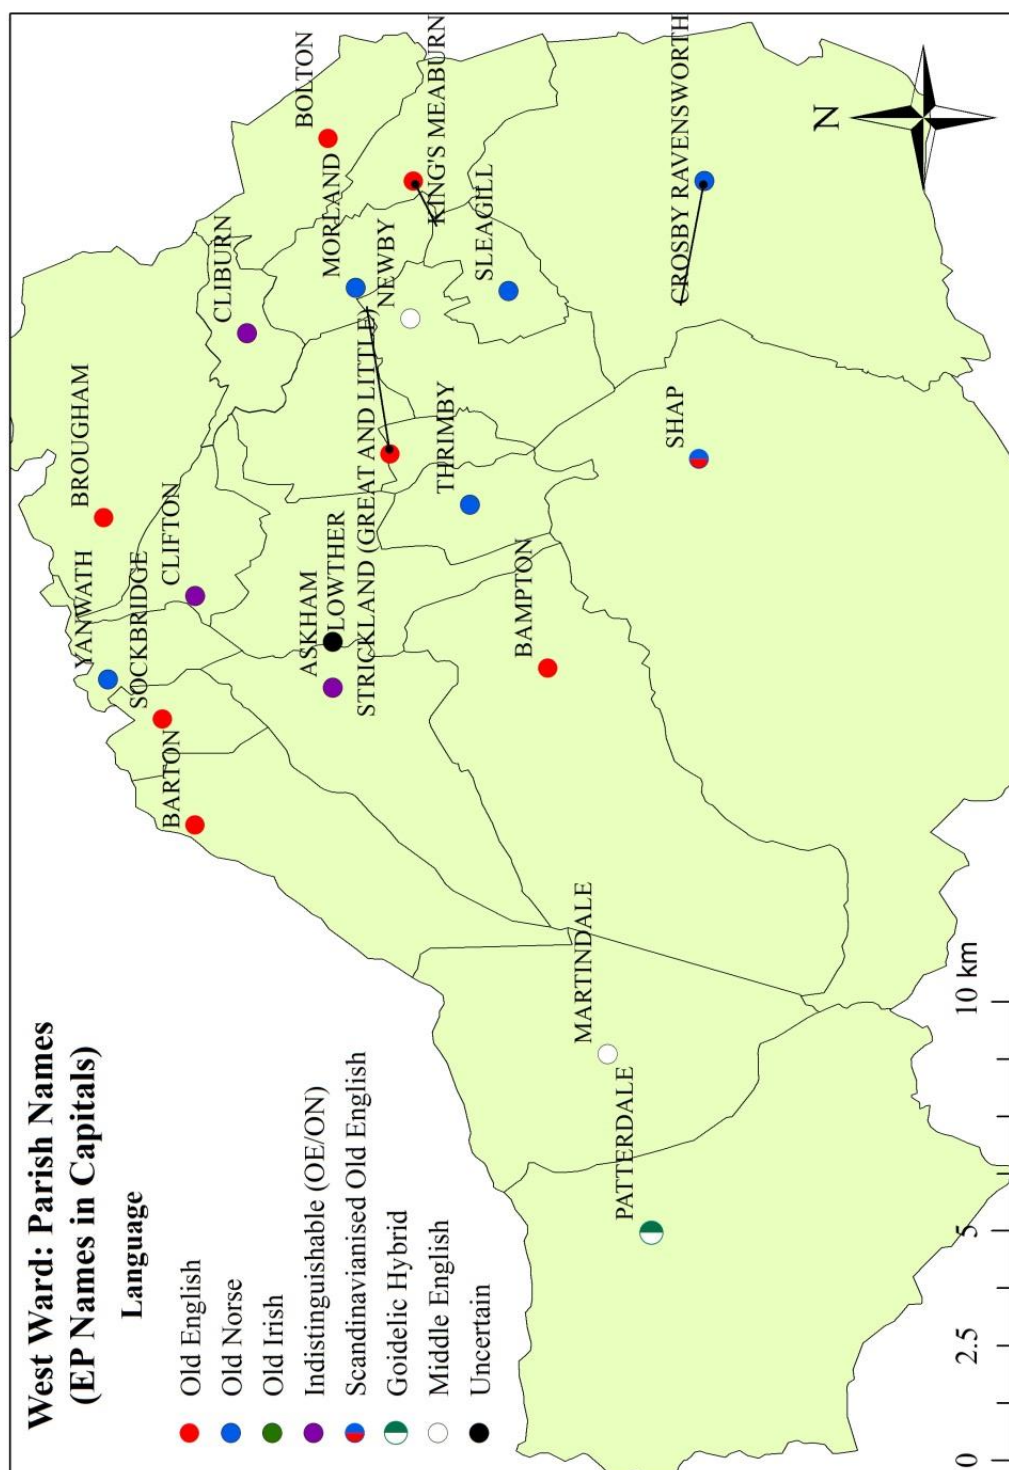 West Ward: Parish Names
(EP Names in Capitals)
Language
Old English
Old Norse
Old Irish
Indistinguishable (OE/ON)
Scandinavianised Old English
Goidelic Hybrid
Middle English
Uncertain
YANWATH
BROUGHAM
SOCKBRIDGE
CLIFTON
BARTON
CLIBURN
BOLTON
ASKHAM
LOWTHER
MORLAND
STRICKLAND (GREAT AND LITTLE)
NEWBY
KING'S MEABURN
THRIMBY
SLEAGILL
BAMPTON
MARTINDALE
PATTERDALE
SHAP
CROSBY RAVENSWORTH
N
0 2.5 5 10 km